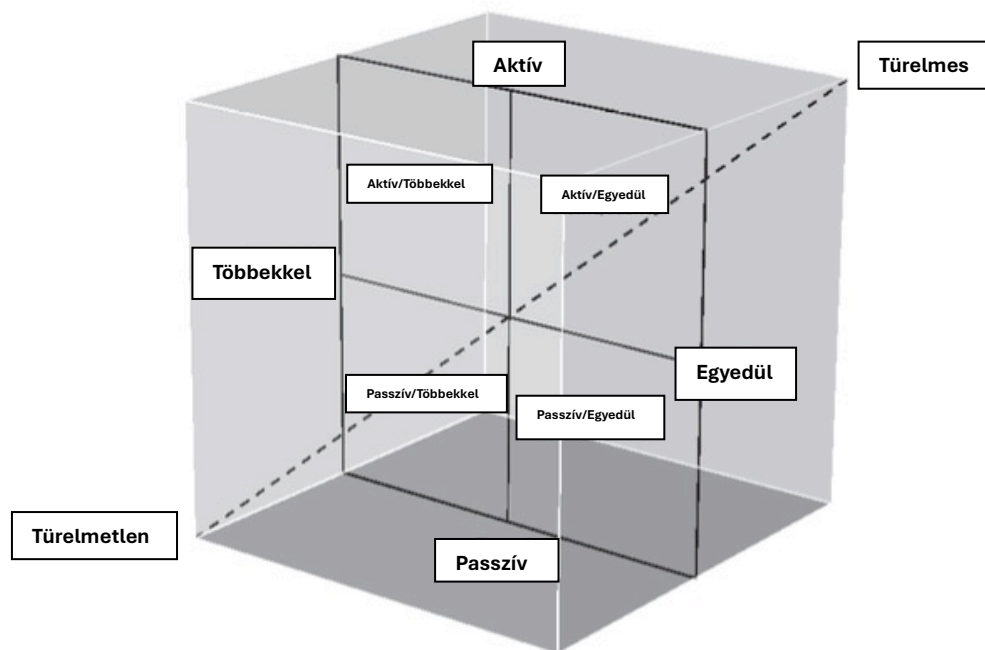 Aktív
Türelmes
Aktív/Többekkel
Aktív/Egyedül
Többekkel
Egyedül
Passzív/Többekkel
Passzív/Egyedül
Türelmetlen
Passzív